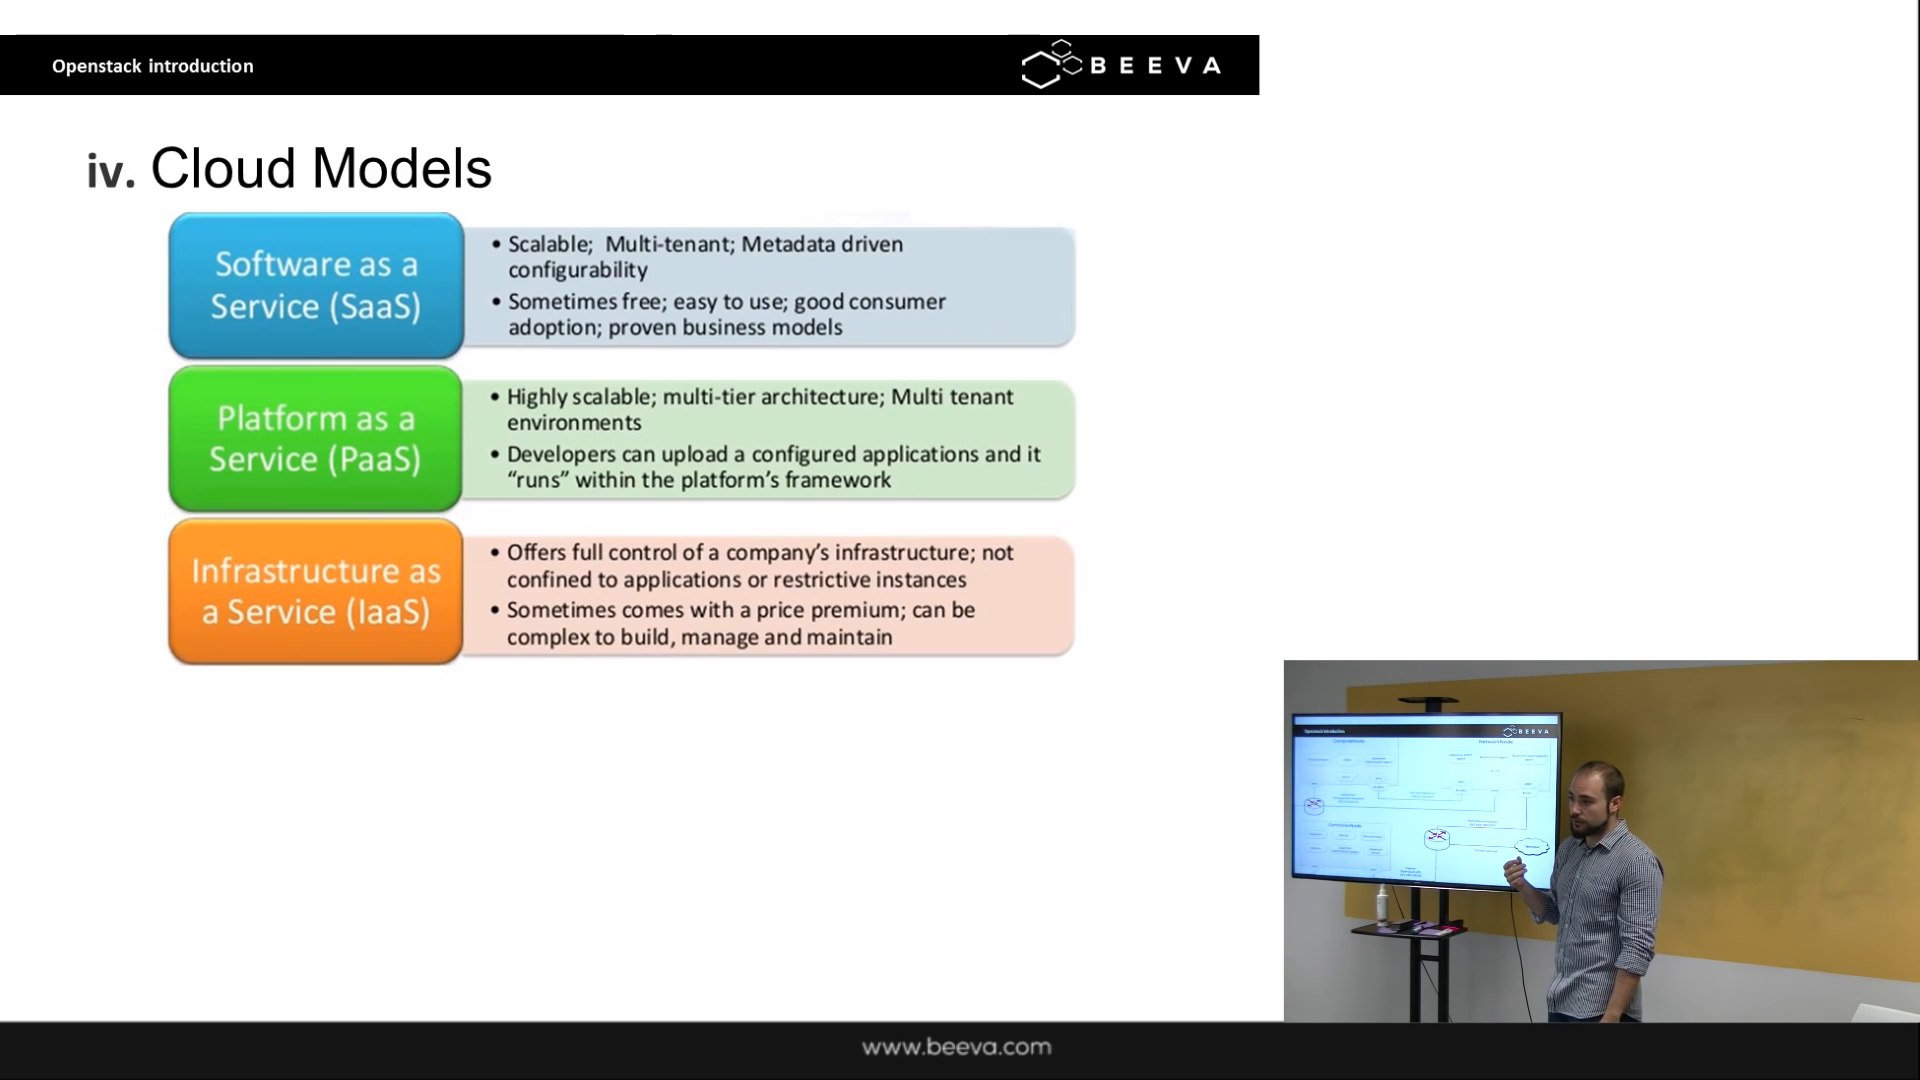 Openstack introduction
BEEVA
iv. Cloud Models
Software as a
Service (SaaS)
• Scalable;  Multi-tenant; Metadata driven
configurability
• Sometimes free; easy to use; good consumer
adoption; proven business models
Platform as a
Service (PaaS)
• Highly scalable; multi-tier architecture; Multi tenant
environments
• Developers can upload a configured applications and it
“runs” within the platform’s framework
Infrastructure as
a Service (IaaS)
• Offers full control of a company’s infrastructure; not
confined to applications or restrictive instances
• Sometimes comes with a price premium; can be
complex to build, manage and maintain
Openstack introduction
BEEVA
www.beeva.com